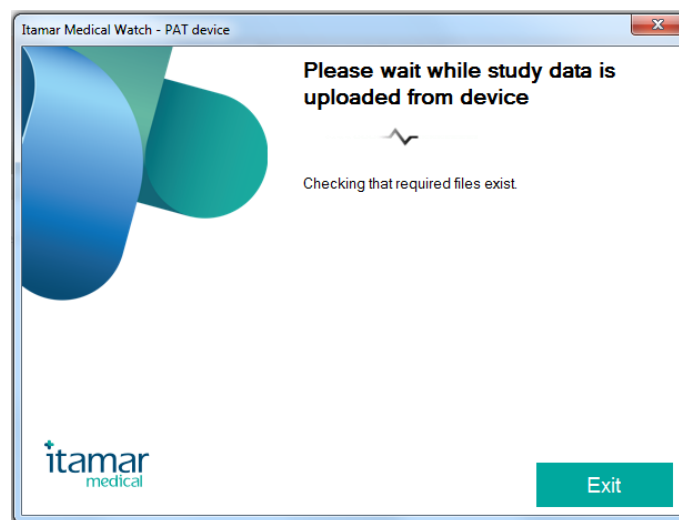 Itamar Medical Watch - PAT device
Please wait while study data is
uploaded from device
Checking that required files exist.
itamar
medical
Exit